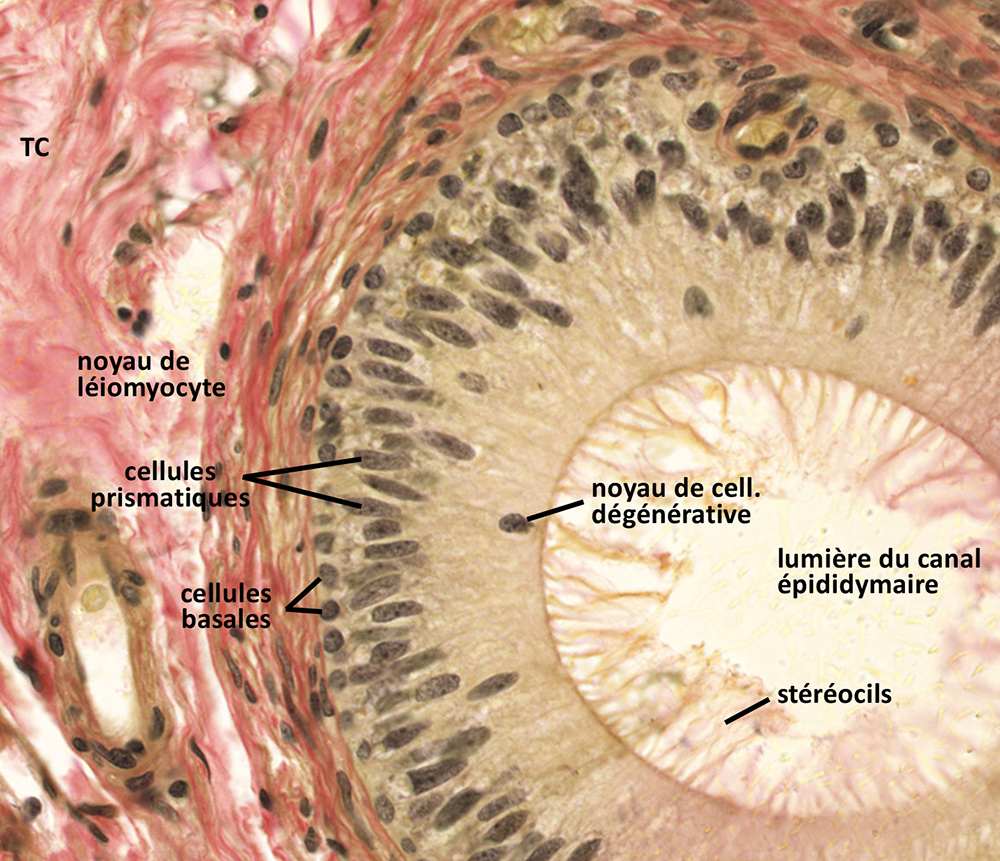 TC
noyau de
léiomyocyte
cellules
prismatiques
noyau de cell.
dégénérative
lumière du canal
épididymaire
cellules
basales
stéréocils